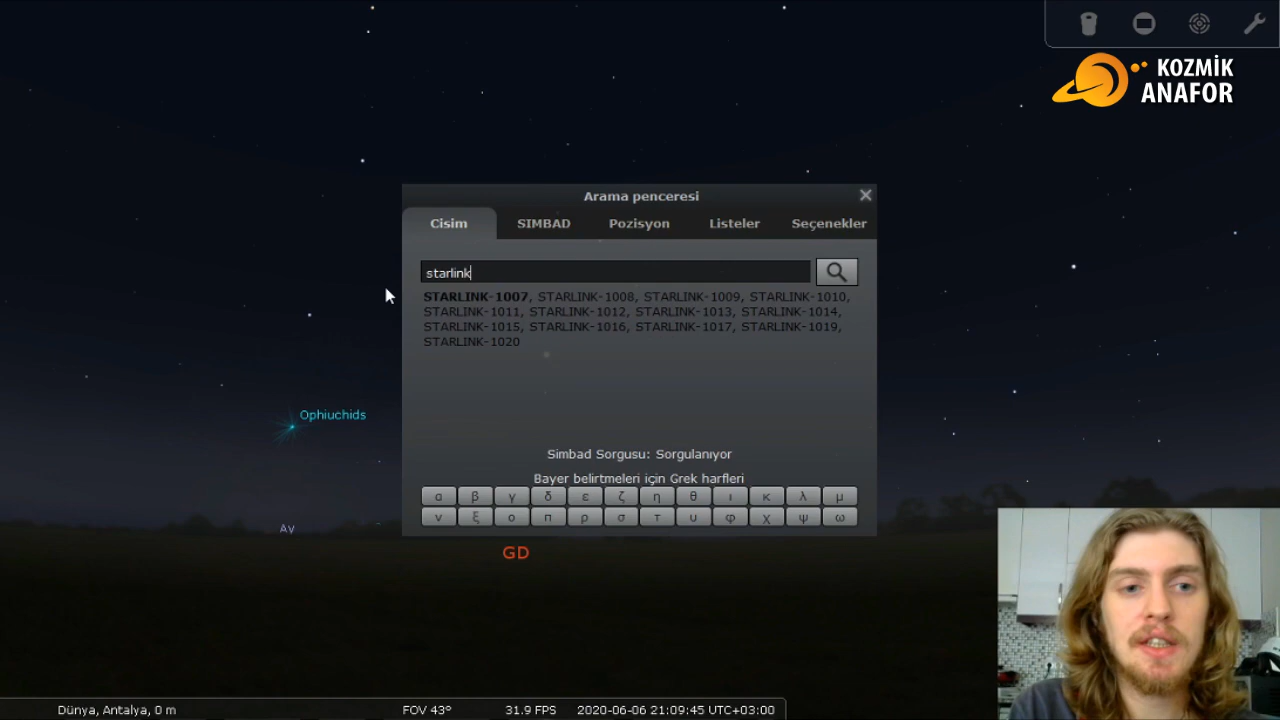 KOZMİK
ANAFOR
Arama penceresi
Cisim
SIMBAD
Pozisyon
Listeler
Seçenekler
starlink
STARLINK-1007, STARLINK-1008, STARLINK-1009, STARLINK-1010,
STARLINK-1011, STARLINK-1012, STARLINK-1013, STARLINK-1014,
STARLINK-1015, STARLINK-1016, STARLINK-1017, STARLINK-1019,
STARLINK-1020
Ophiuchids
Simbad Sorgusu: Sorgulanıyor
Bayer belirtmeleri için Grek harfleri
α β γ δ ε ζ η θ ι κ λ μ
ν ξ ο π ρ σ τ υ φ χ ψ ω
Ay
GD
Dünya, Antalya, 0 m
FOV 43°
31.9 FPS
2020-06-06 21:09:45 UTC+03:00